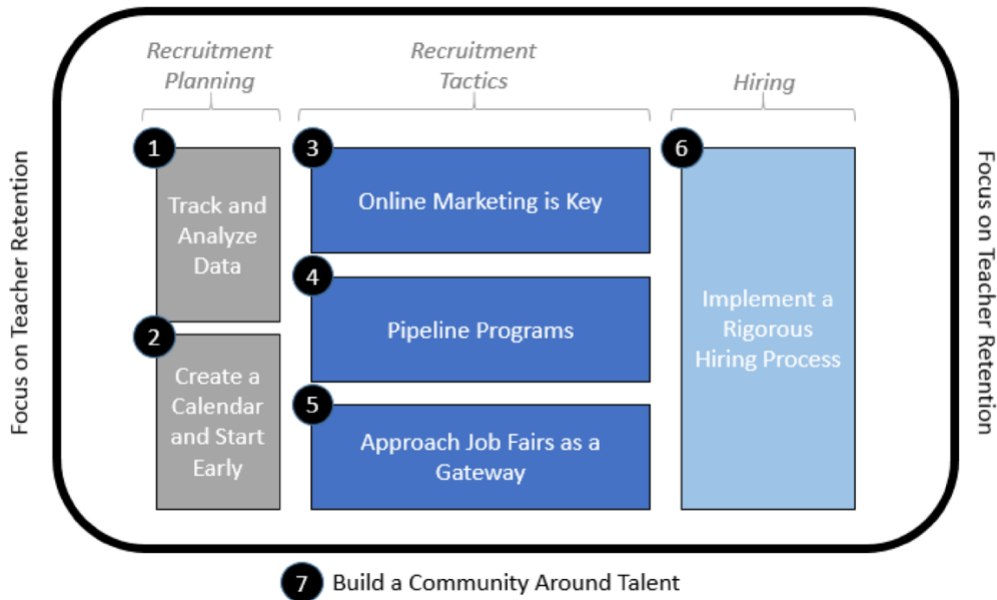 Recruitment
Planning
Recruitment
Tactics
Hiring
Focus on Teacher Retention
1
Track and
Analyze
Data
2
Create a
Calendar
and Start
Early
3
Online Marketing is Key
4
Pipeline Programs
5
Approach Job Fairs as a
Gateway
6
Implement a
Rigorous
Hiring Process
Focus on Teacher Retention
7 Build a Community Around Talent